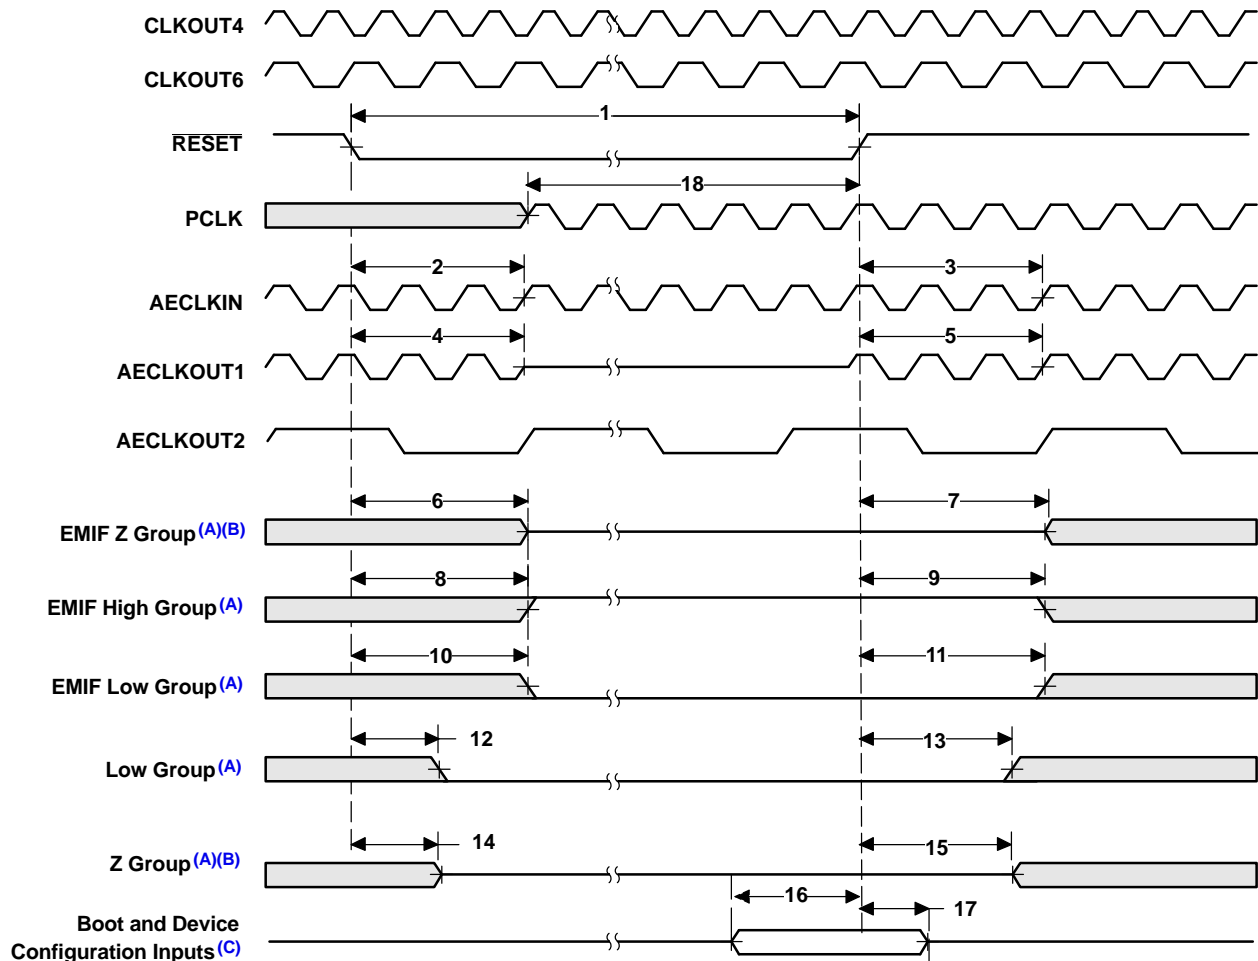 CLKOUT4
CLKOUT6
1
RESET
18
PCLK
2
3
AECLKIN
4
5
AECLKOUT1
AECLKOUT2
6
7
EMIF Z Group (A)(B)
8
9
EMIF High Group (A)
10
11
EMIF Low Group (A)
12
13
Low Group (A)
14
15
Z Group (A)(B)
16
17
Boot and Device
Configuration Inputs (C)